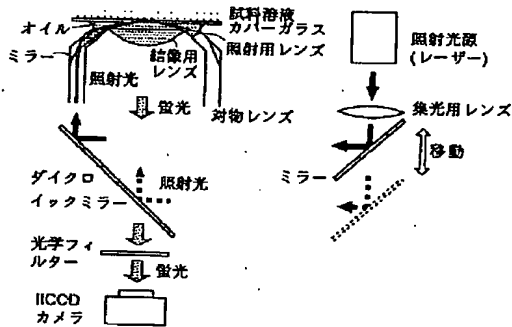 試料溶液
オイル
カバーガラス
ミラー
照射用レンズ
結像用
レンズ
照射光
蛍光
対物レンズ
ダイクロ
イックミラー
照射光
光学フィ
ルター
蛍光
IICCD
カメラ
照射光源
(レーザー)
集光用レンズ
移動
ミラー